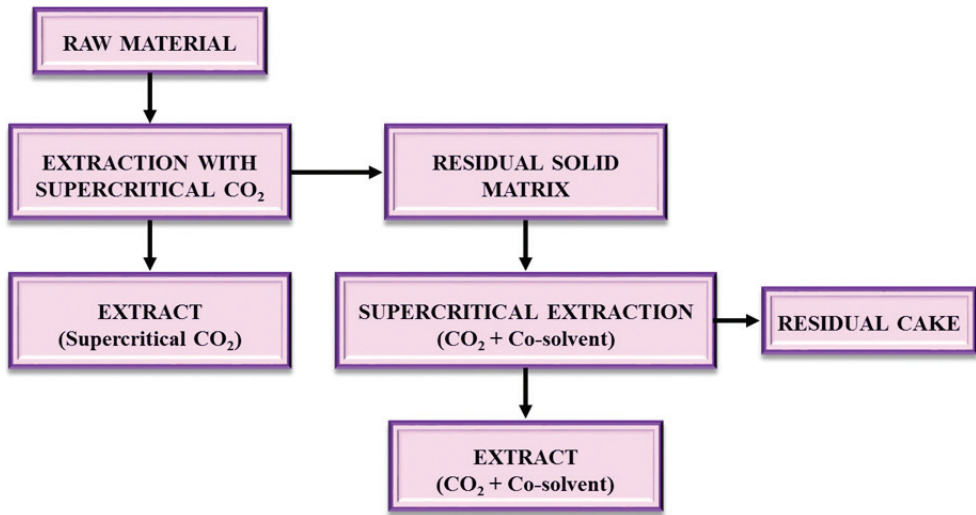 RAW MATERIAL
EXTRACTION WITH
SUPERCRITICAL CO₂
RESIDUAL SOLID
MATRIX
EXTRACT
(Supercritical CO₂)
SUPERCRITICAL EXTRACTION
(CO₂ + Co-solvent)
RESIDUAL CAKE
EXTRACT
(CO₂ + Co-solvent)